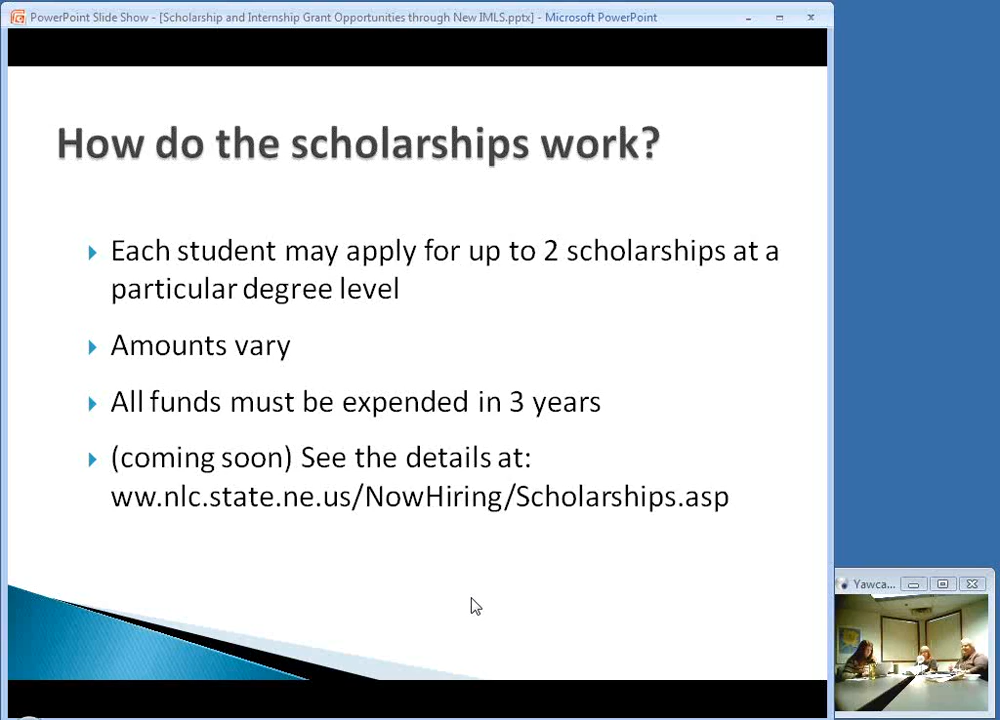 PowerPoint Slide Show - [Scholarship and Internship Grant Opportunities through New IMLS.pptx] - Microsoft PowerPoint
How do the scholarships work?
Each student may apply for up to 2 scholarships at a
particular degree level
Amounts vary
All funds must be expended in 3 years
(coming soon) See the details at:
ww.nlc.state.ne.us/NowHiring/Scholarships.asp
Yawca...